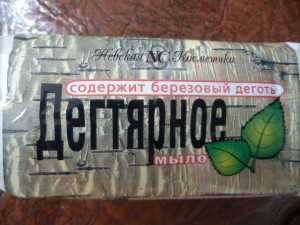 Невская NC Косметика
содержит березовый деготь
Дегтярное
мыло